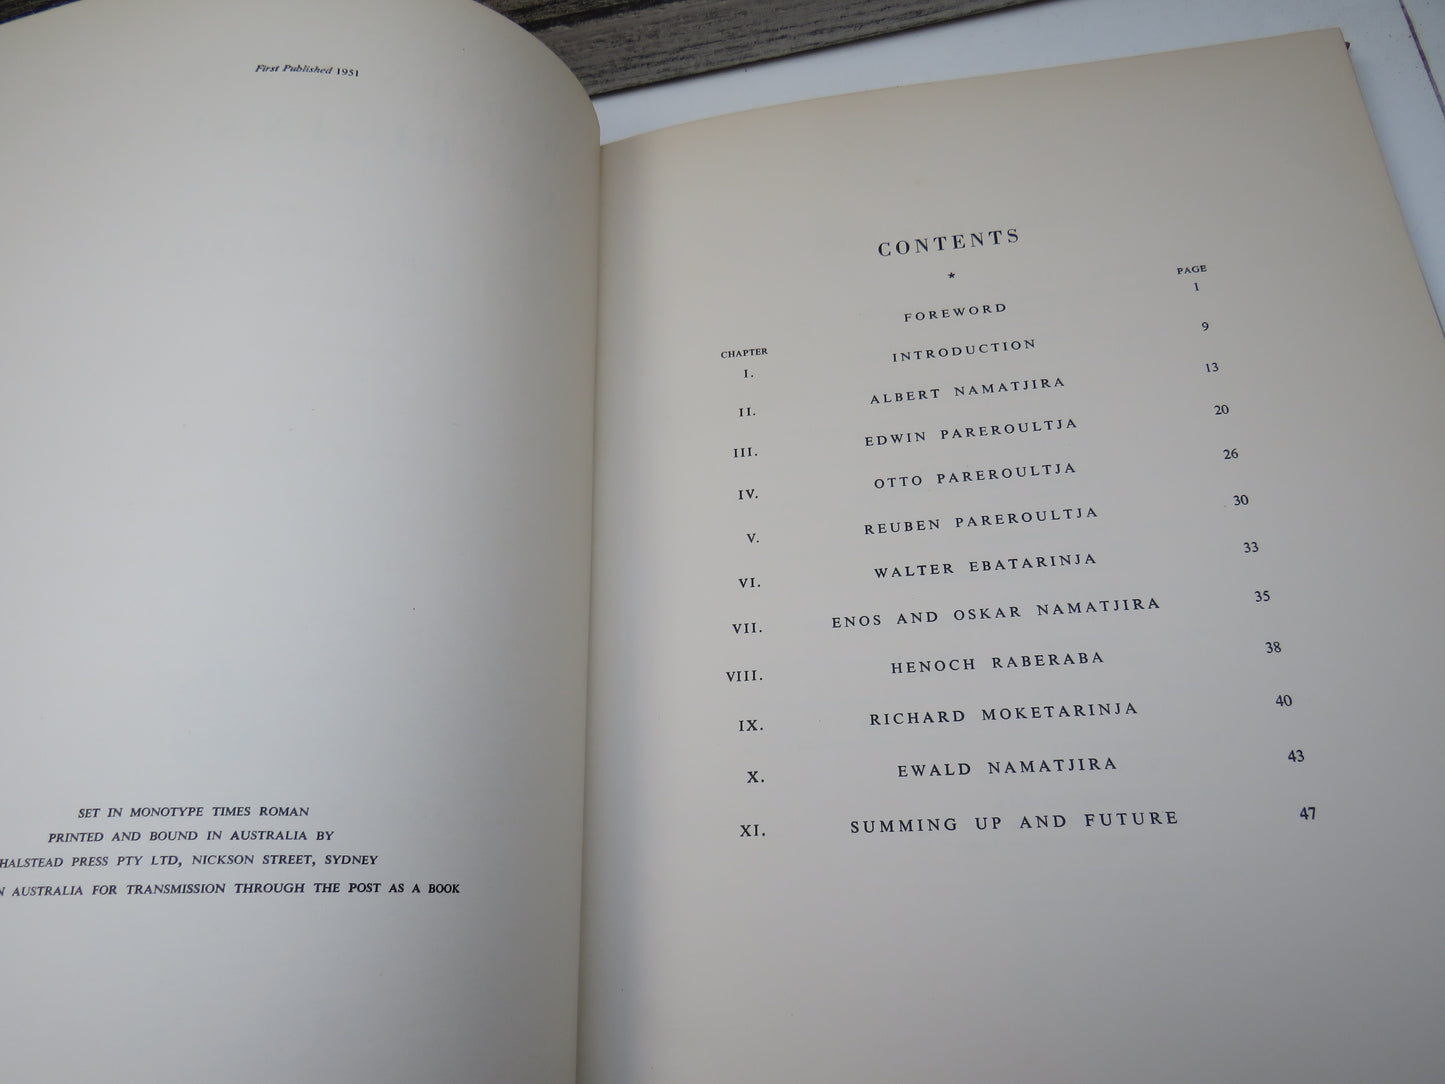 First Published 1951
SET IN MONOTYPE TIMES ROMAN
PRINTED AND BOUND IN AUSTRALIA BY
HALSTEAD PRESS PTY LTD, NICKSON STREET, SYDNEY
AUSTRALIA FOR TRANSMISSION THROUGH THE POST AS A BOOK
CONTENTS
*
PAGE
FOREWORD 1
CHAPTER
I. INTRODUCTION 9
II. ALBERT NAMATJIRA 13
III. EDWIN PAREROULTJA 20
IV. OTTO PAREROULTJA 26
V. REUBEN PAREROULTJA 30
VI. WALTER EBATARINJA 33
VII. ENOS AND OSKAR NAMATJIRA 35
VIII. HENOCH RABERABA 38
IX. RICHARD MOKETARINJA 40
X. EWALD NAMATJIRA 43
XI. SUMMING UP AND FUTURE 47